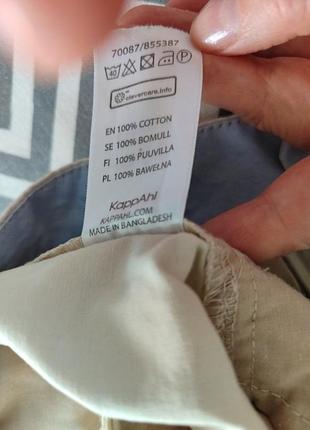 70087/855387
40 P
clevercare.info
EN 100% COTTON
SE 100% BOMULL
FI 100% PUUVILLA
PL 100% BAWEŁNA
KappAhl
KAPPAHL.COM
MADE IN BANGLADESH